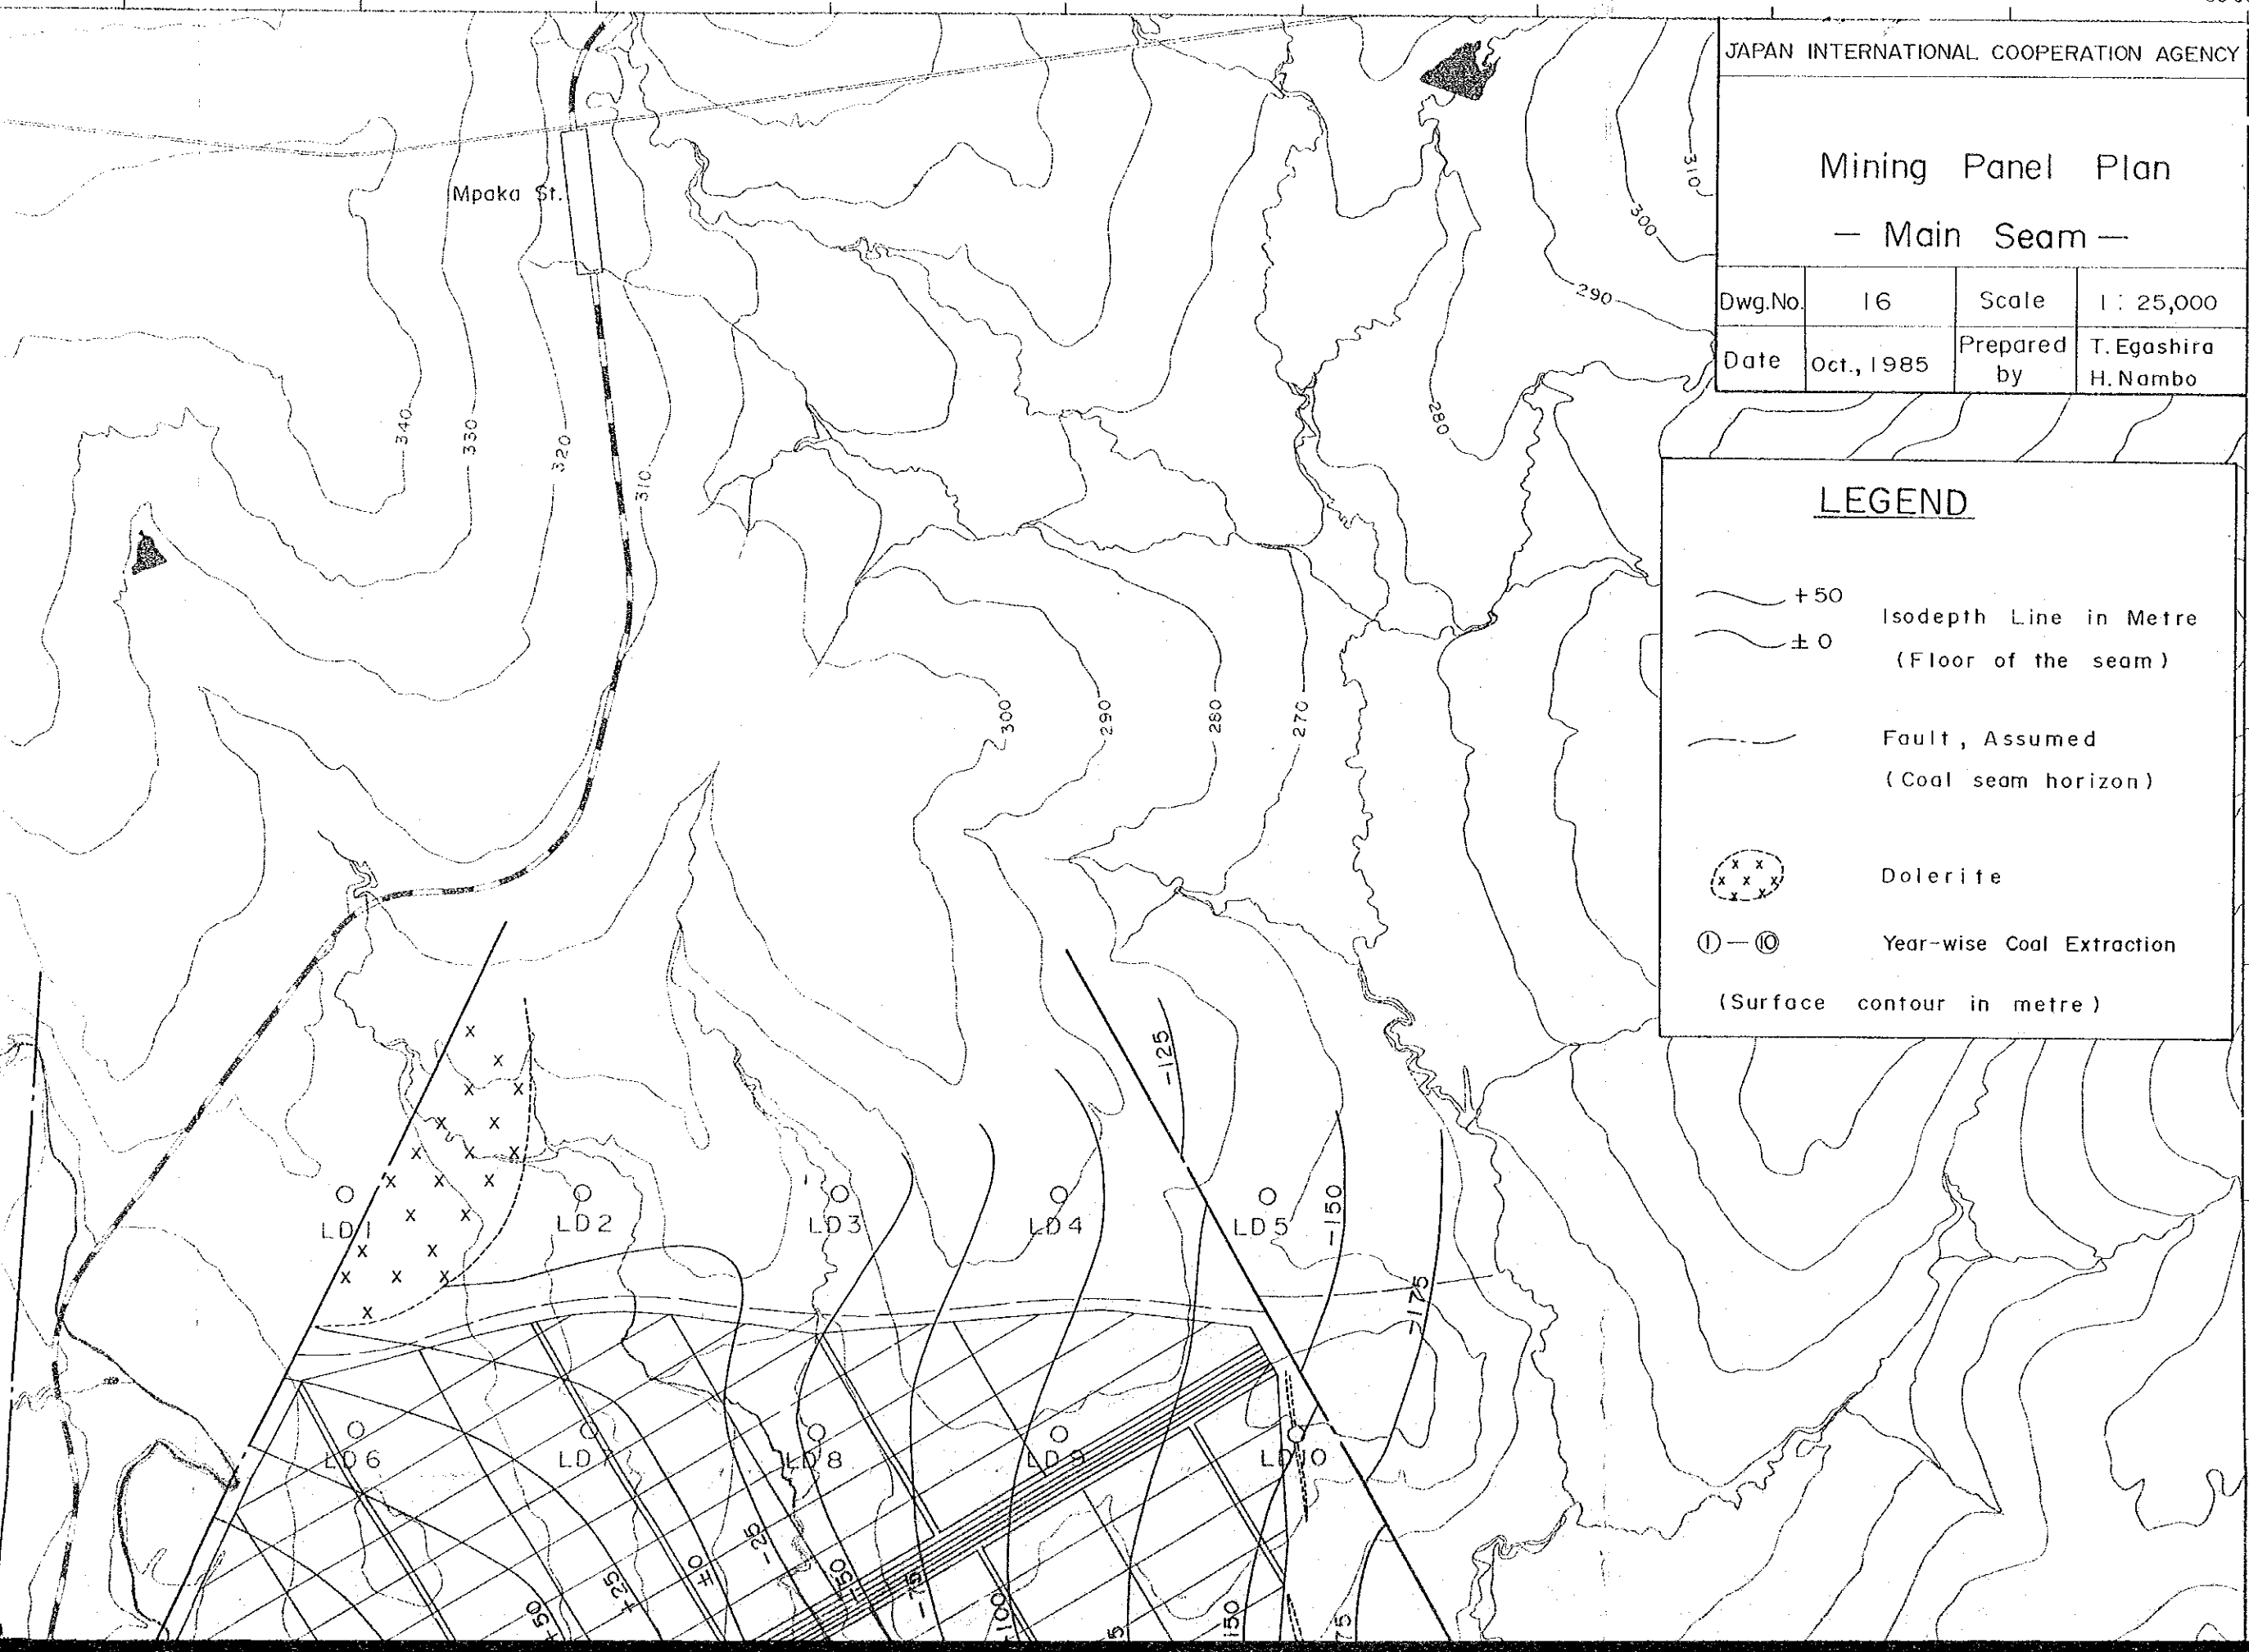 JAPAN INTERNATIONAL COOPERATION AGENCY
Mining Panel Plan
— Main Seam —
Dwg.No. 16 Scale 1 : 25,000
Date Oct., 1985 Prepared by T. Egashira H. Nambo
LEGEND
+50
±0
Isodepth Line in Metre
(Floor of the seam)
Fault, Assumed
(Coal seam horizon)
Dolerite
①—⑩ Year-wise Coal Extraction
(Surface contour in metre)
Mpaka St.
310
300
290
280
340
330
320
310
300
290
280
270
-125
-150
-175
LD1
LD2
LD3
LD4
LD5
LD6
LD7
LD8
LD9
LD10
+50
+25
±0
-25
-50
-75
-100
150
75